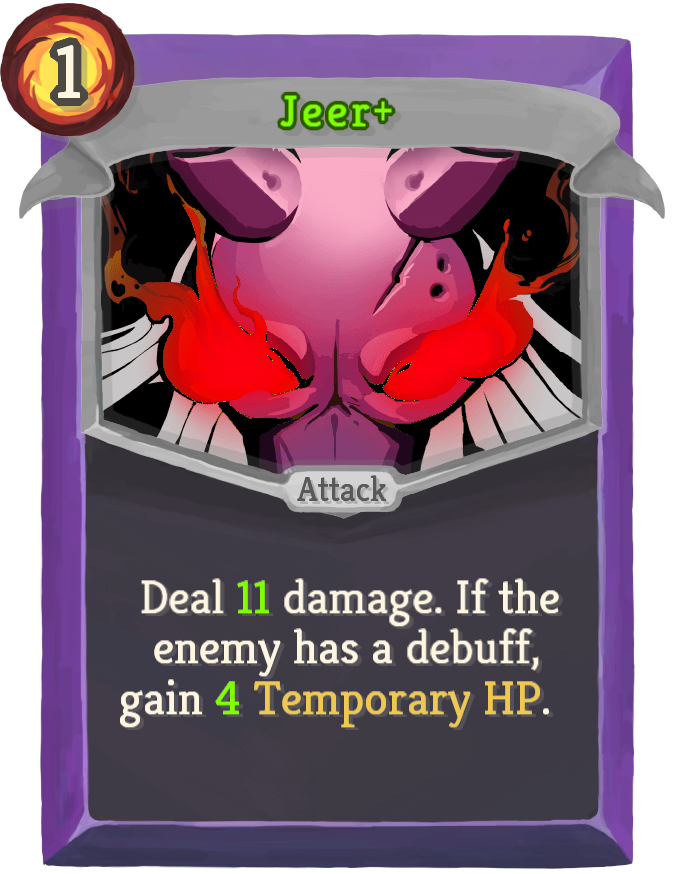 1
Jeer+
Attack
Deal 11 damage. If the
enemy has a debuff,
gain 4 Temporary HP.